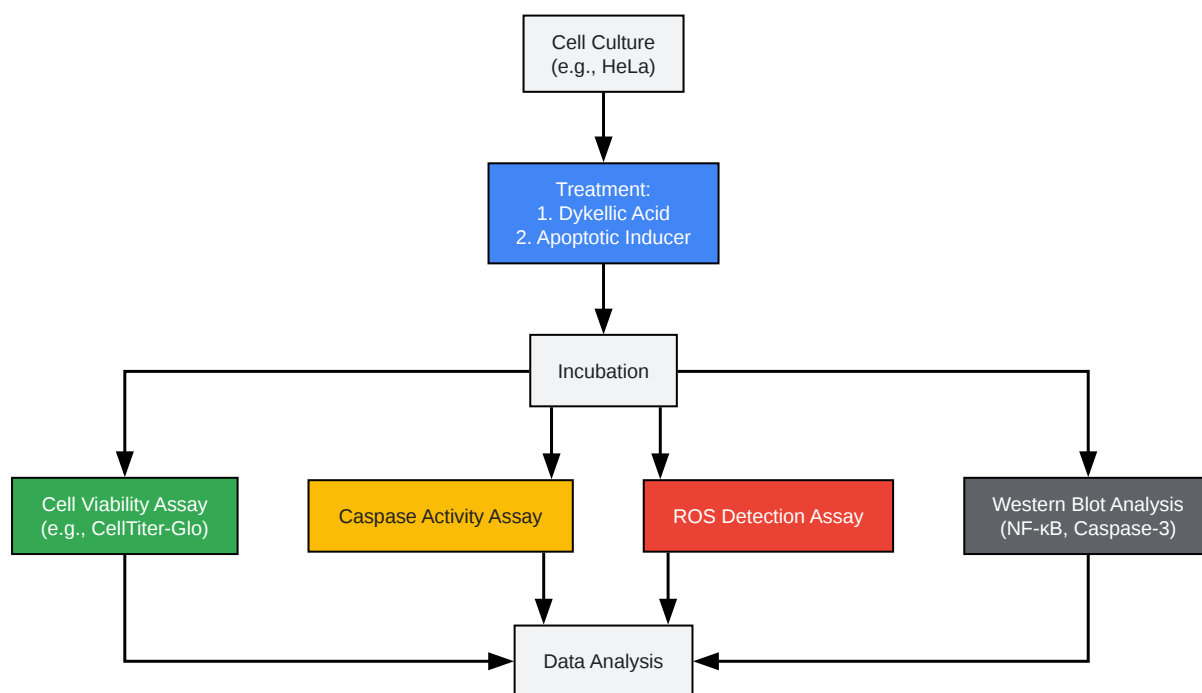 Cell Culture
(e.g., HeLa)
Treatment:
1. Dykellic Acid
2. Apoptotic Inducer
Incubation
Cell Viability Assay
(e.g., CellTiter-Glo)
Caspase Activity Assay
ROS Detection Assay
Western Blot Analysis
(NF-κB, Caspase-3)
Data Analysis